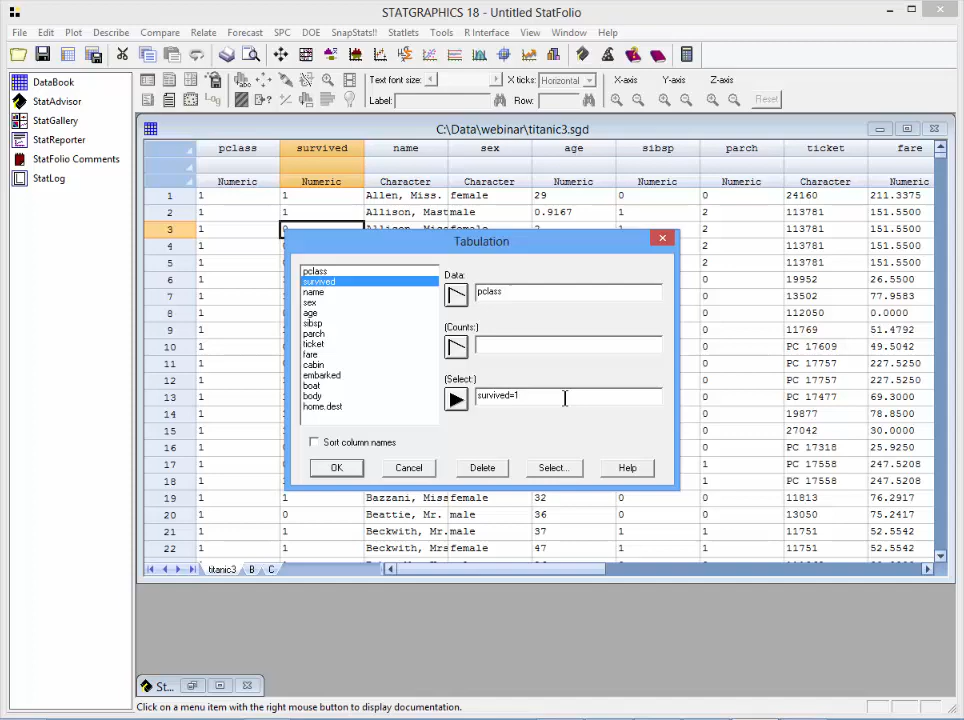 STATGRAPHICS 18 - Untitled StatFolio
File Edit Plot Describe Compare Relate Forecast SPC DOE SnapStats!! Statlets Tools R Interface View Window Help
DataBook
StatAdvisor
StatGallery
StatReporter
StatFolio Comments
StatLog
Text font size: X ticks: Horizontal X-axis Y-axis Z-axis
Label: Row: Reset
C:\Data\webinar\titanic3.sgd
pclass survived name sex age sibsp parch ticket fare
Numeric Numeric Character Character Numeric Numeric Numeric Character Numeric
1 1 1 Allen, Miss. female 29 0 0 24160 211.3375
2 1 1 Allison, Mast male 0.9167 1 2 113781 151.5500
3 1 2 113781 151.5500
4 1 2 113781 151.5500
5 1 2 113781 151.5500
6 1 0 19952 26.5500
7 1 0 13502 77.9583
8 1 0 112050 0.0000
9 1 0 11769 51.4792
10 1 0 PC 17609 49.5042
11 1 0 PC 17757 227.5250
12 1 0 PC 17757 227.5250
13 1 0 PC 17477 69.3000
14 1 0 19877 78.8500
15 1 0 27042 30.0000
16 1 0 PC 17318 25.9250
17 1 1 PC 17558 247.5208
18 1 1 PC 17558 247.5208
19 1 1 Bazzani, Miss female 32 0 0 11813 76.2917
20 1 0 Beattie, Mr. male 36 0 0 13050 75.2417
21 1 1 Beckwith, Mr. male 37 1 1 11751 52.5542
22 1 1 Beckwith, Mrs female 47 1 1 11751 52.5542
titanic3 B C
Tabulation
pclass
survived
name
sex
age
sibsp
parch
ticket
fare
cabin
embarked
boat
body
home.dest
Data:
pclass
(Counts:)
(Select:)
survived=1
Sort column names
OK Cancel Delete Select... Help
St...
Click on a menu item with the right mouse button to display documentation.